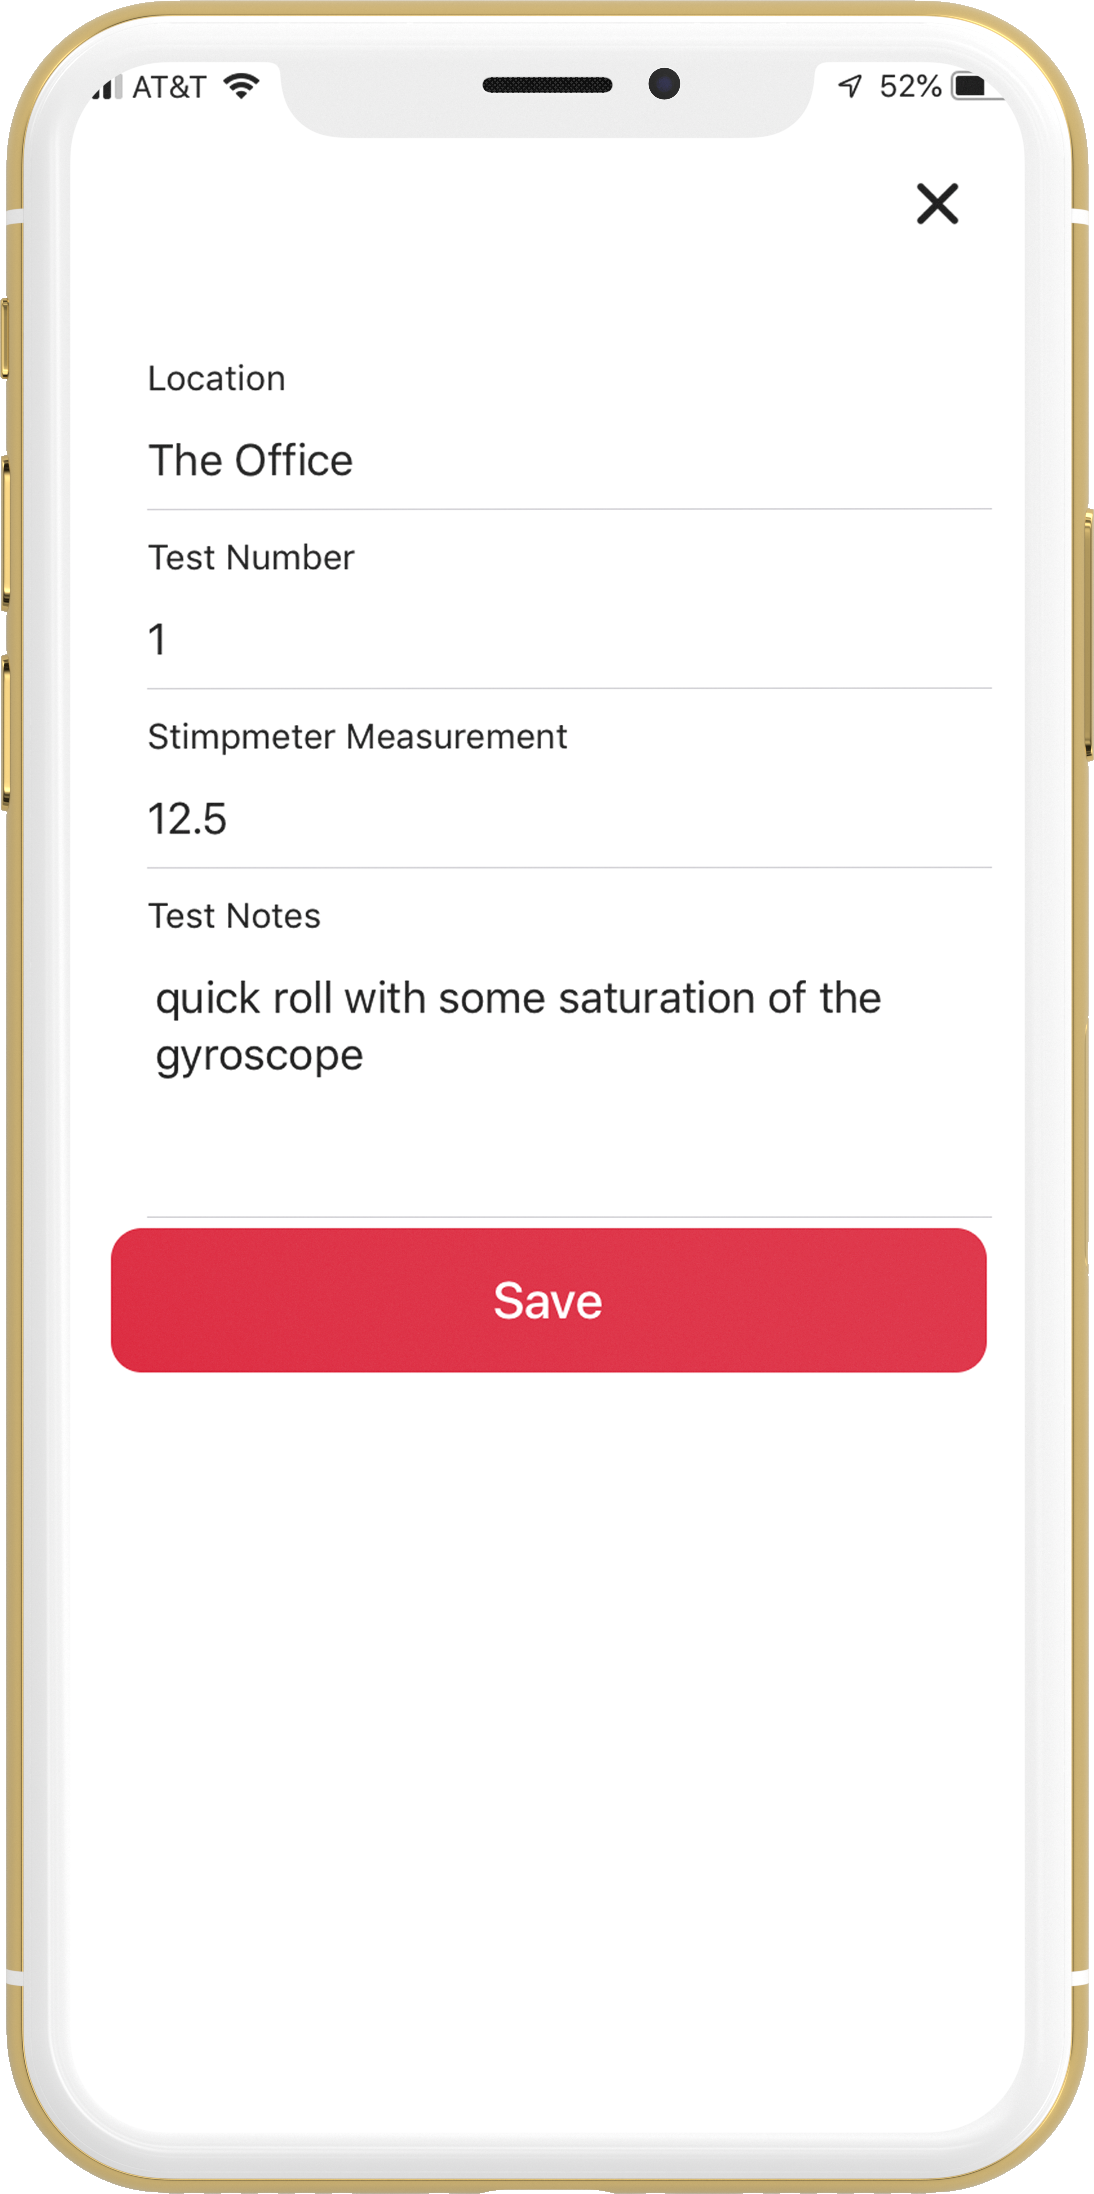 AT&T
52%
Location
The Office
Test Number
1
Stimpmeter Measurement
12.5
Test Notes
quick roll with some saturation of the
gyroscope
Save